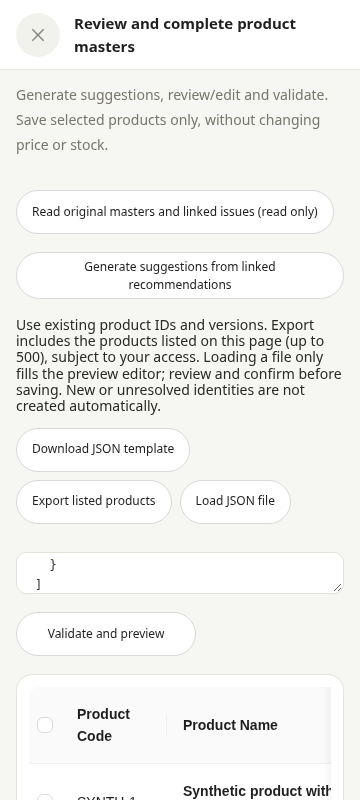 Review and complete product
masters
Generate suggestions, review/edit and validate.
Save selected products only, without changing
price or stock.
Read original masters and linked issues (read only)
Generate suggestions from linked
recommendations
Use existing product IDs and versions. Export
includes the products listed on this page (up to
500), subject to your access. Loading a file only
fills the preview editor; review and confirm before
saving. New or unresolved identities are not
created automatically.
Download JSON template
Export listed products
Load JSON file
}
]
Validate and preview
Product
Code
Product Name
SYNTH-1
Synthetic product with